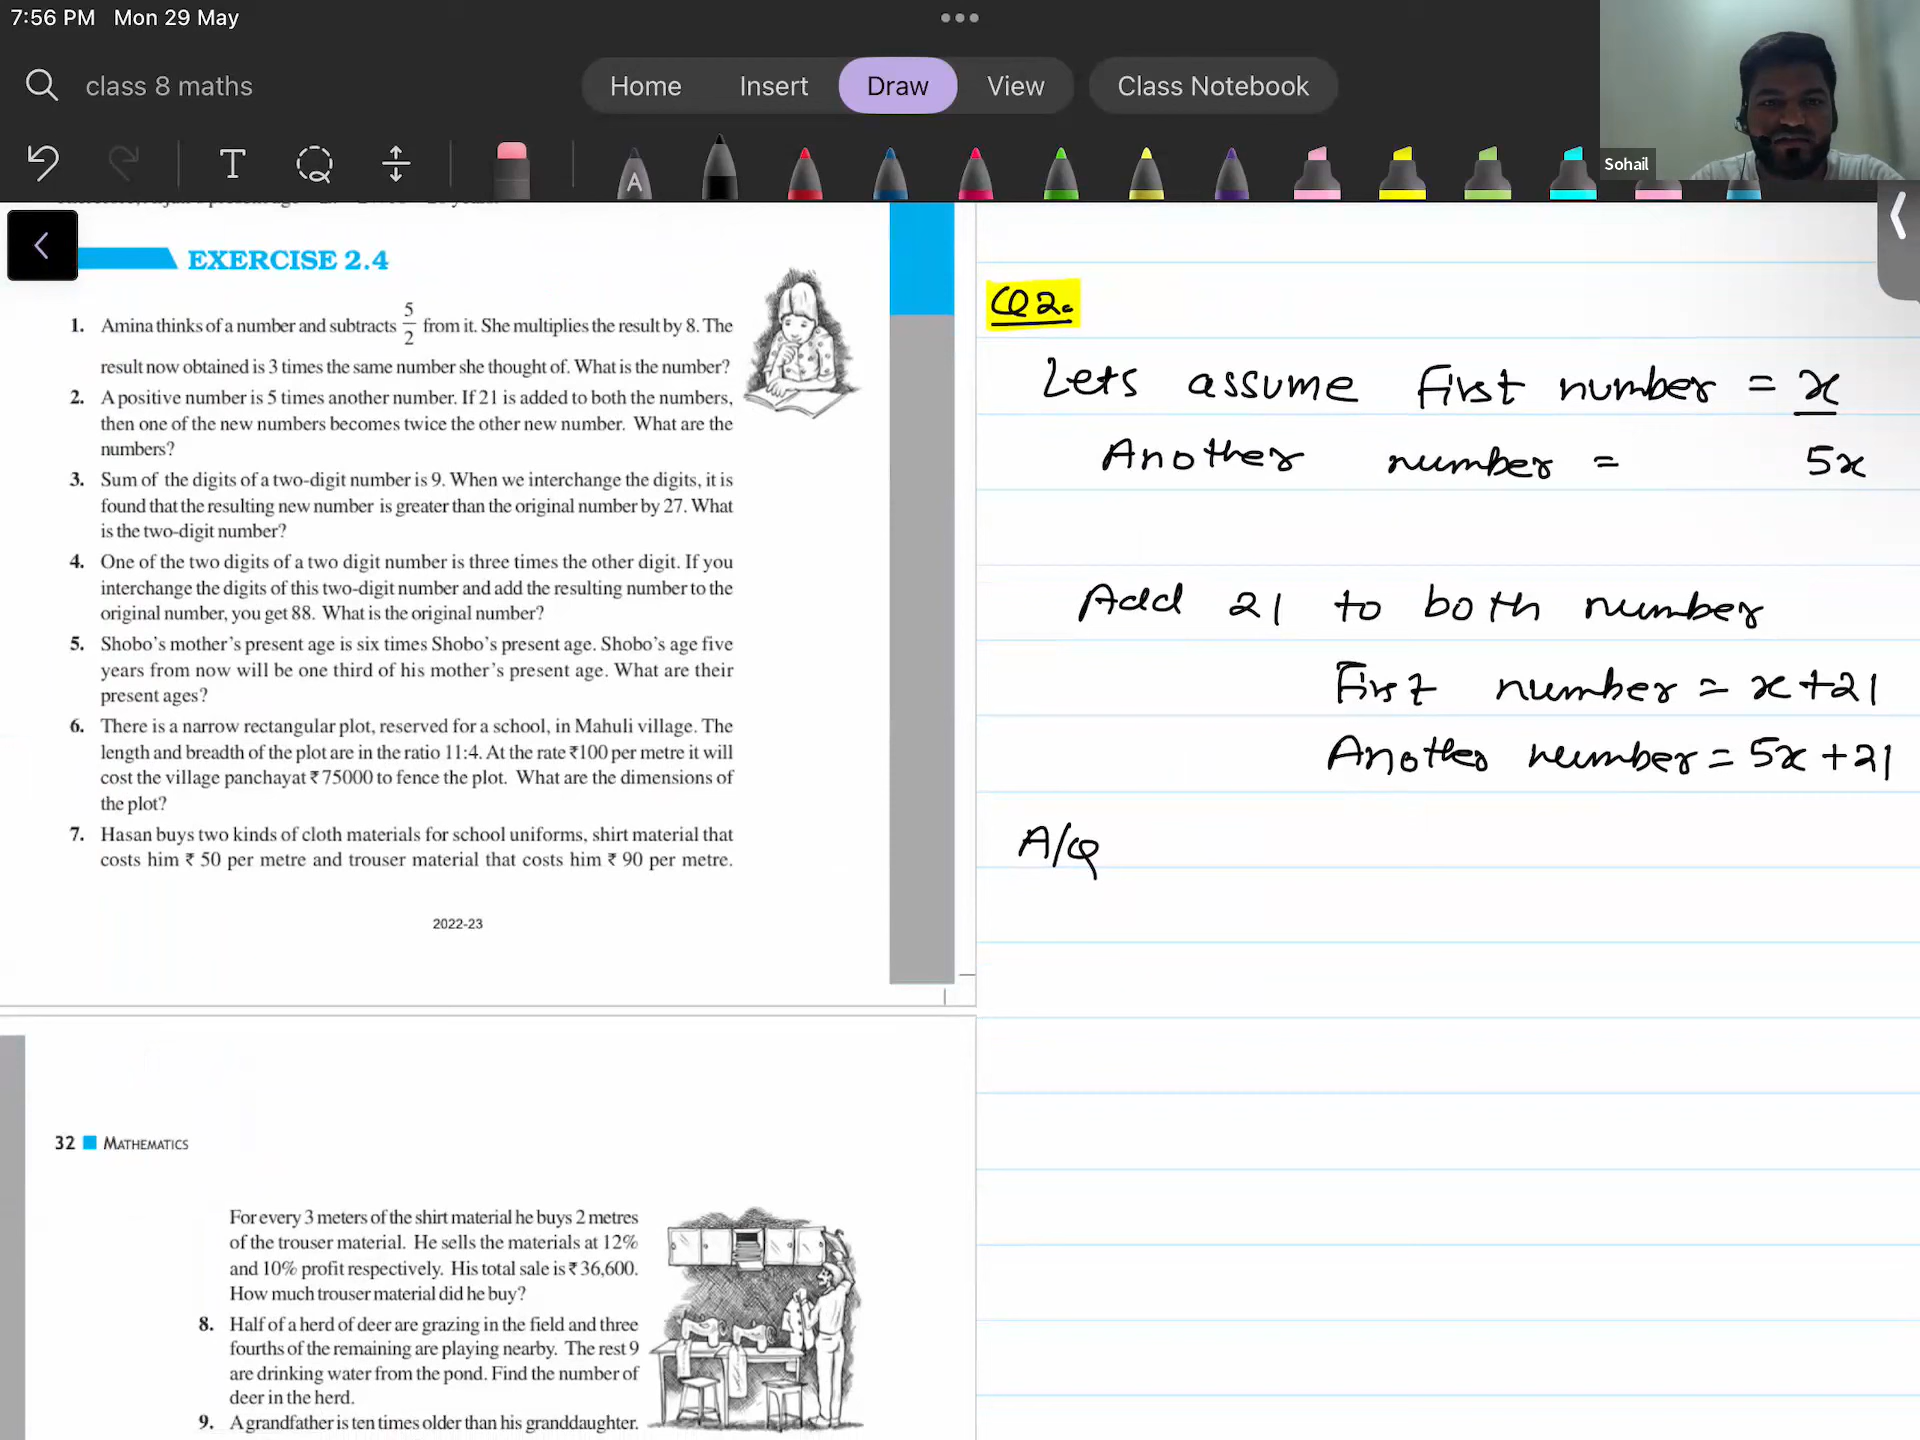 7:56 PM Mon 29 May
class 8 maths
Home Insert Draw View Class Notebook
T
A
Sohail
EXERCISE 2.4
1. Amina thinks of a number and subtracts 5/2 from it. She multiplies the result by 8. The
result now obtained is 3 times the same number she thought of. What is the number?
2. A positive number is 5 times another number. If 21 is added to both the numbers,
then one of the new numbers becomes twice the other new number. What are the
numbers?
3. Sum of the digits of a two-digit number is 9. When we interchange the digits, it is
found that the resulting new number is greater than the original number by 27. What
is the two-digit number?
4. One of the two digits of a two digit number is three times the other digit. If you
interchange the digits of this two-digit number and add the resulting number to the
original number, you get 88. What is the original number?
5. Shobo's mother's present age is six times Shobo's present age. Shobo's age five
years from now will be one third of his mother's present age. What are their
present ages?
6. There is a narrow rectangular plot, reserved for a school, in Mahuli village. The
length and breadth of the plot are in the ratio 11:4. At the rate ₹100 per metre it will
cost the village panchayat ₹75000 to fence the plot. What are the dimensions of
the plot?
7. Hasan buys two kinds of cloth materials for school uniforms, shirt material that
costs him ₹ 50 per metre and trouser material that costs him ₹ 90 per metre.
2022-23
32 MATHEMATICS
For every 3 meters of the shirt material he buys 2 metres
of the trouser material. He sells the materials at 12%
and 10% profit respectively. His total sale is ₹36,600.
How much trouser material did he buy?
8. Half of a herd of deer are grazing in the field and three
fourths of the remaining are playing nearby. The rest 9
are drinking water from the pond. Find the number of
deer in the herd.
9. A grandfather is ten times older than his granddaughter.
Q2.
Lets assume First number = x
Another number = 5x
Add 21 to both number
First number = x+21
Another number = 5x+21
A/Q